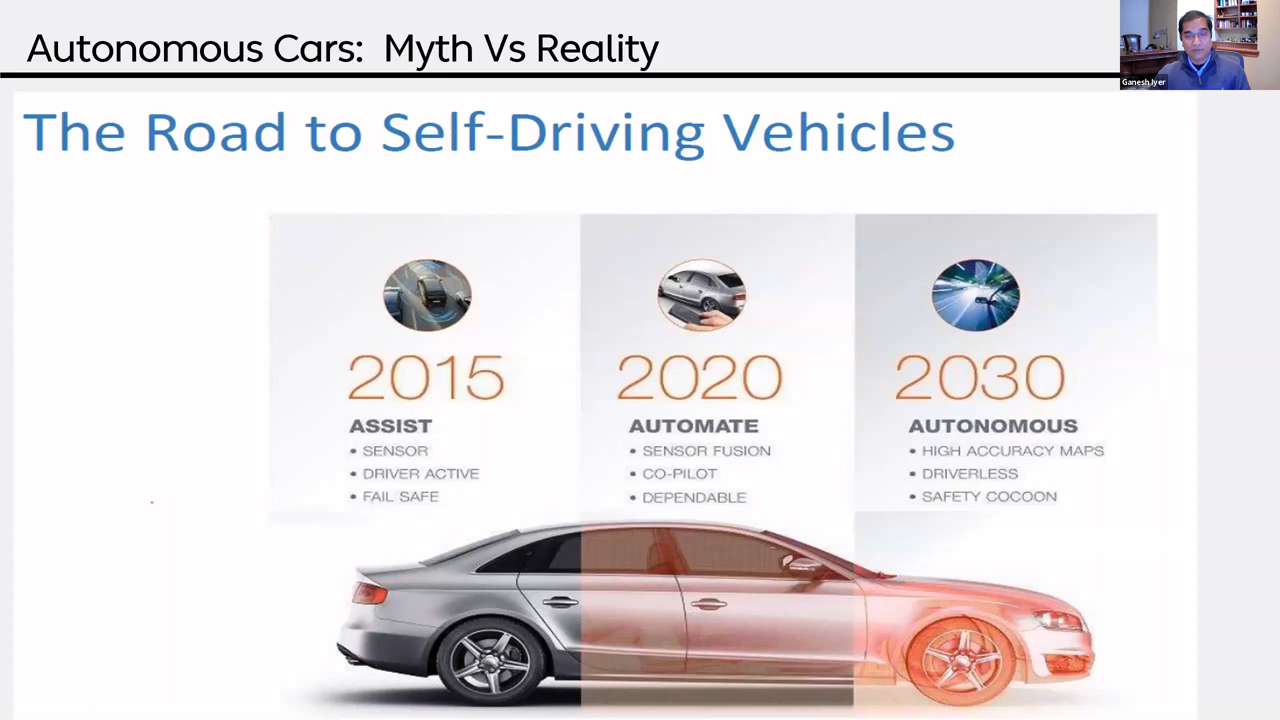 Autonomous Cars: Myth Vs Reality
Ganesh Iyer
The Road to Self-Driving Vehicles
2015
ASSIST
• SENSOR
• DRIVER ACTIVE
• FAIL SAFE
2020
AUTOMATE
• SENSOR FUSION
• CO-PILOT
• DEPENDABLE
2030
AUTONOMOUS
• HIGH ACCURACY MAPS
• DRIVERLESS
• SAFETY COCOON